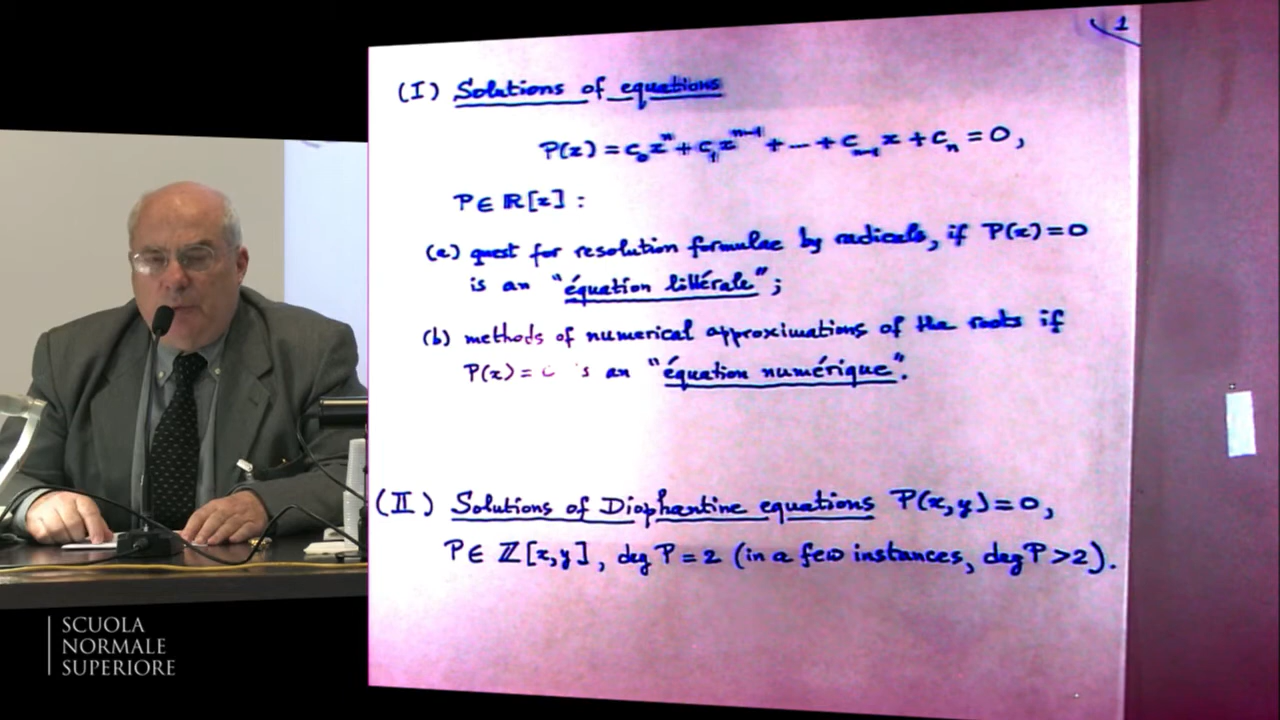 1
(I) Solutions of equations
P(x) = c₀xⁿ + c₁xⁿ⁻¹ + ... + cₙ₋₁x + cₙ = 0,
P ∈ ℝ[x] :
(a) quest for resolution formulae by radicals, if P(x) = 0
is an "équation littérale";
(b) methods of numerical approximations of the roots if
P(x) = is an "équation numérique".
(II) Solutions of Diophantine equations P(x,y) = 0,
P ∈ ℤ[x,y], deg P = 2 (in a few instances, deg P > 2).
SCUOLA
NORMALE
SUPERIORE